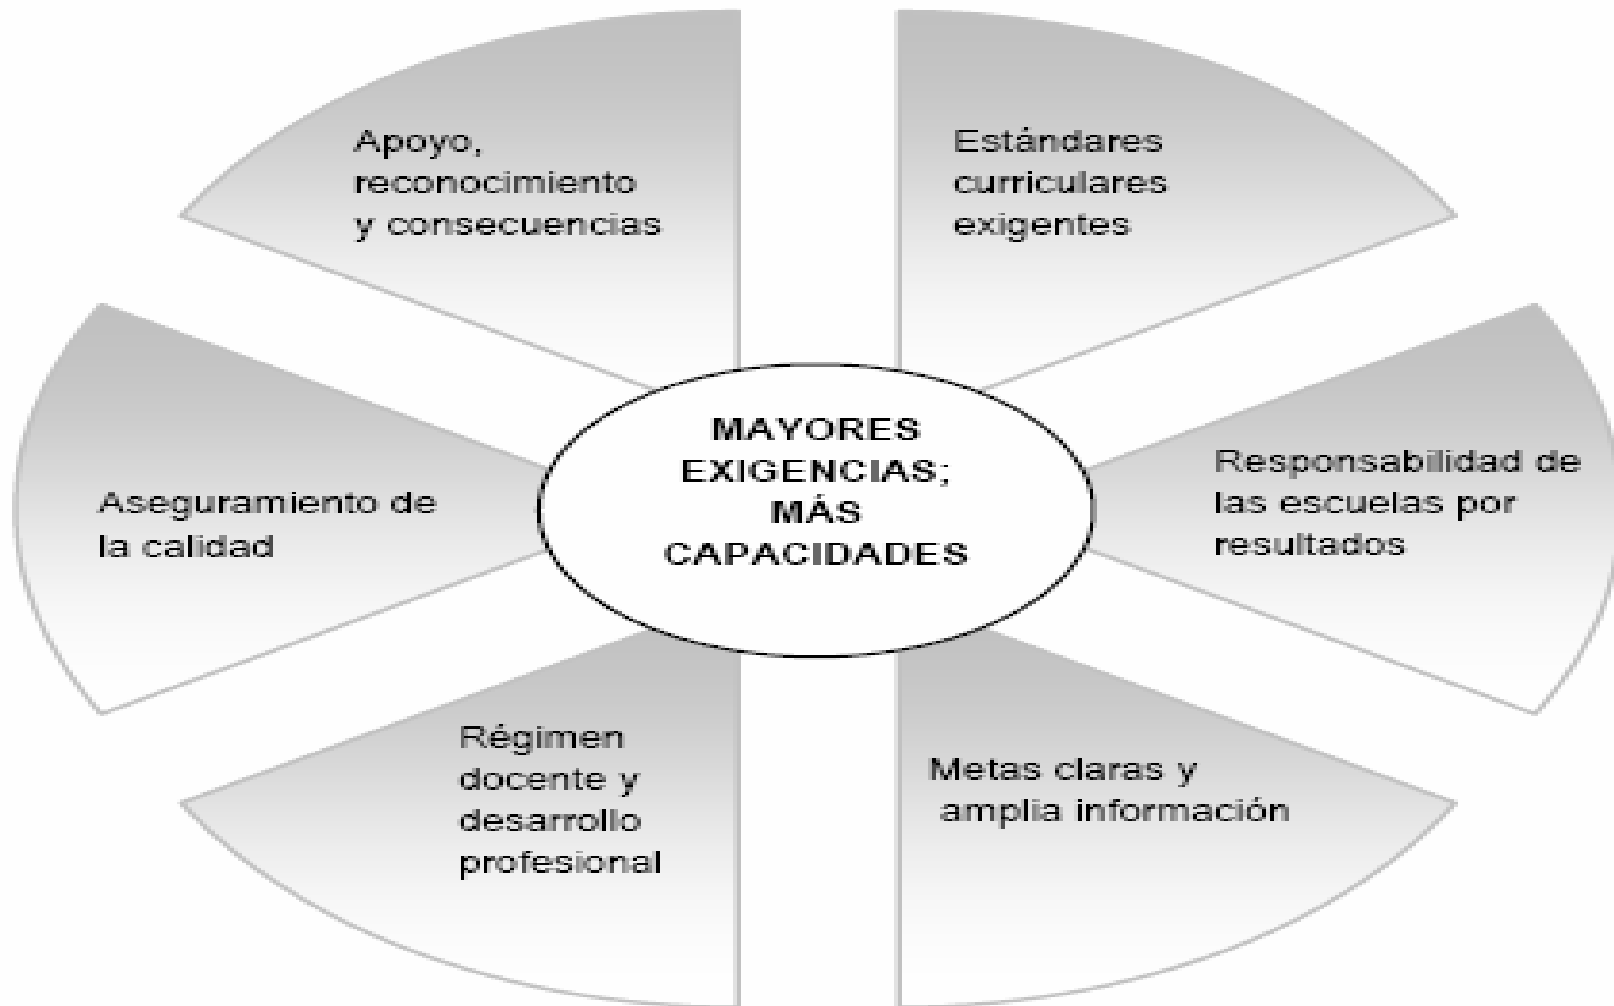 Apoyo,
reconocimiento
y consecuencias
Estándares
curriculares
exigentes
Aseguramiento de
la calidad
MAYORES
EXIGENCIAS;
MÁS
CAPACIDADES
Responsabilidad de
las escuelas por
resultados
Régimen
docente y
desarrollo
profesional
Metas claras y
amplia información